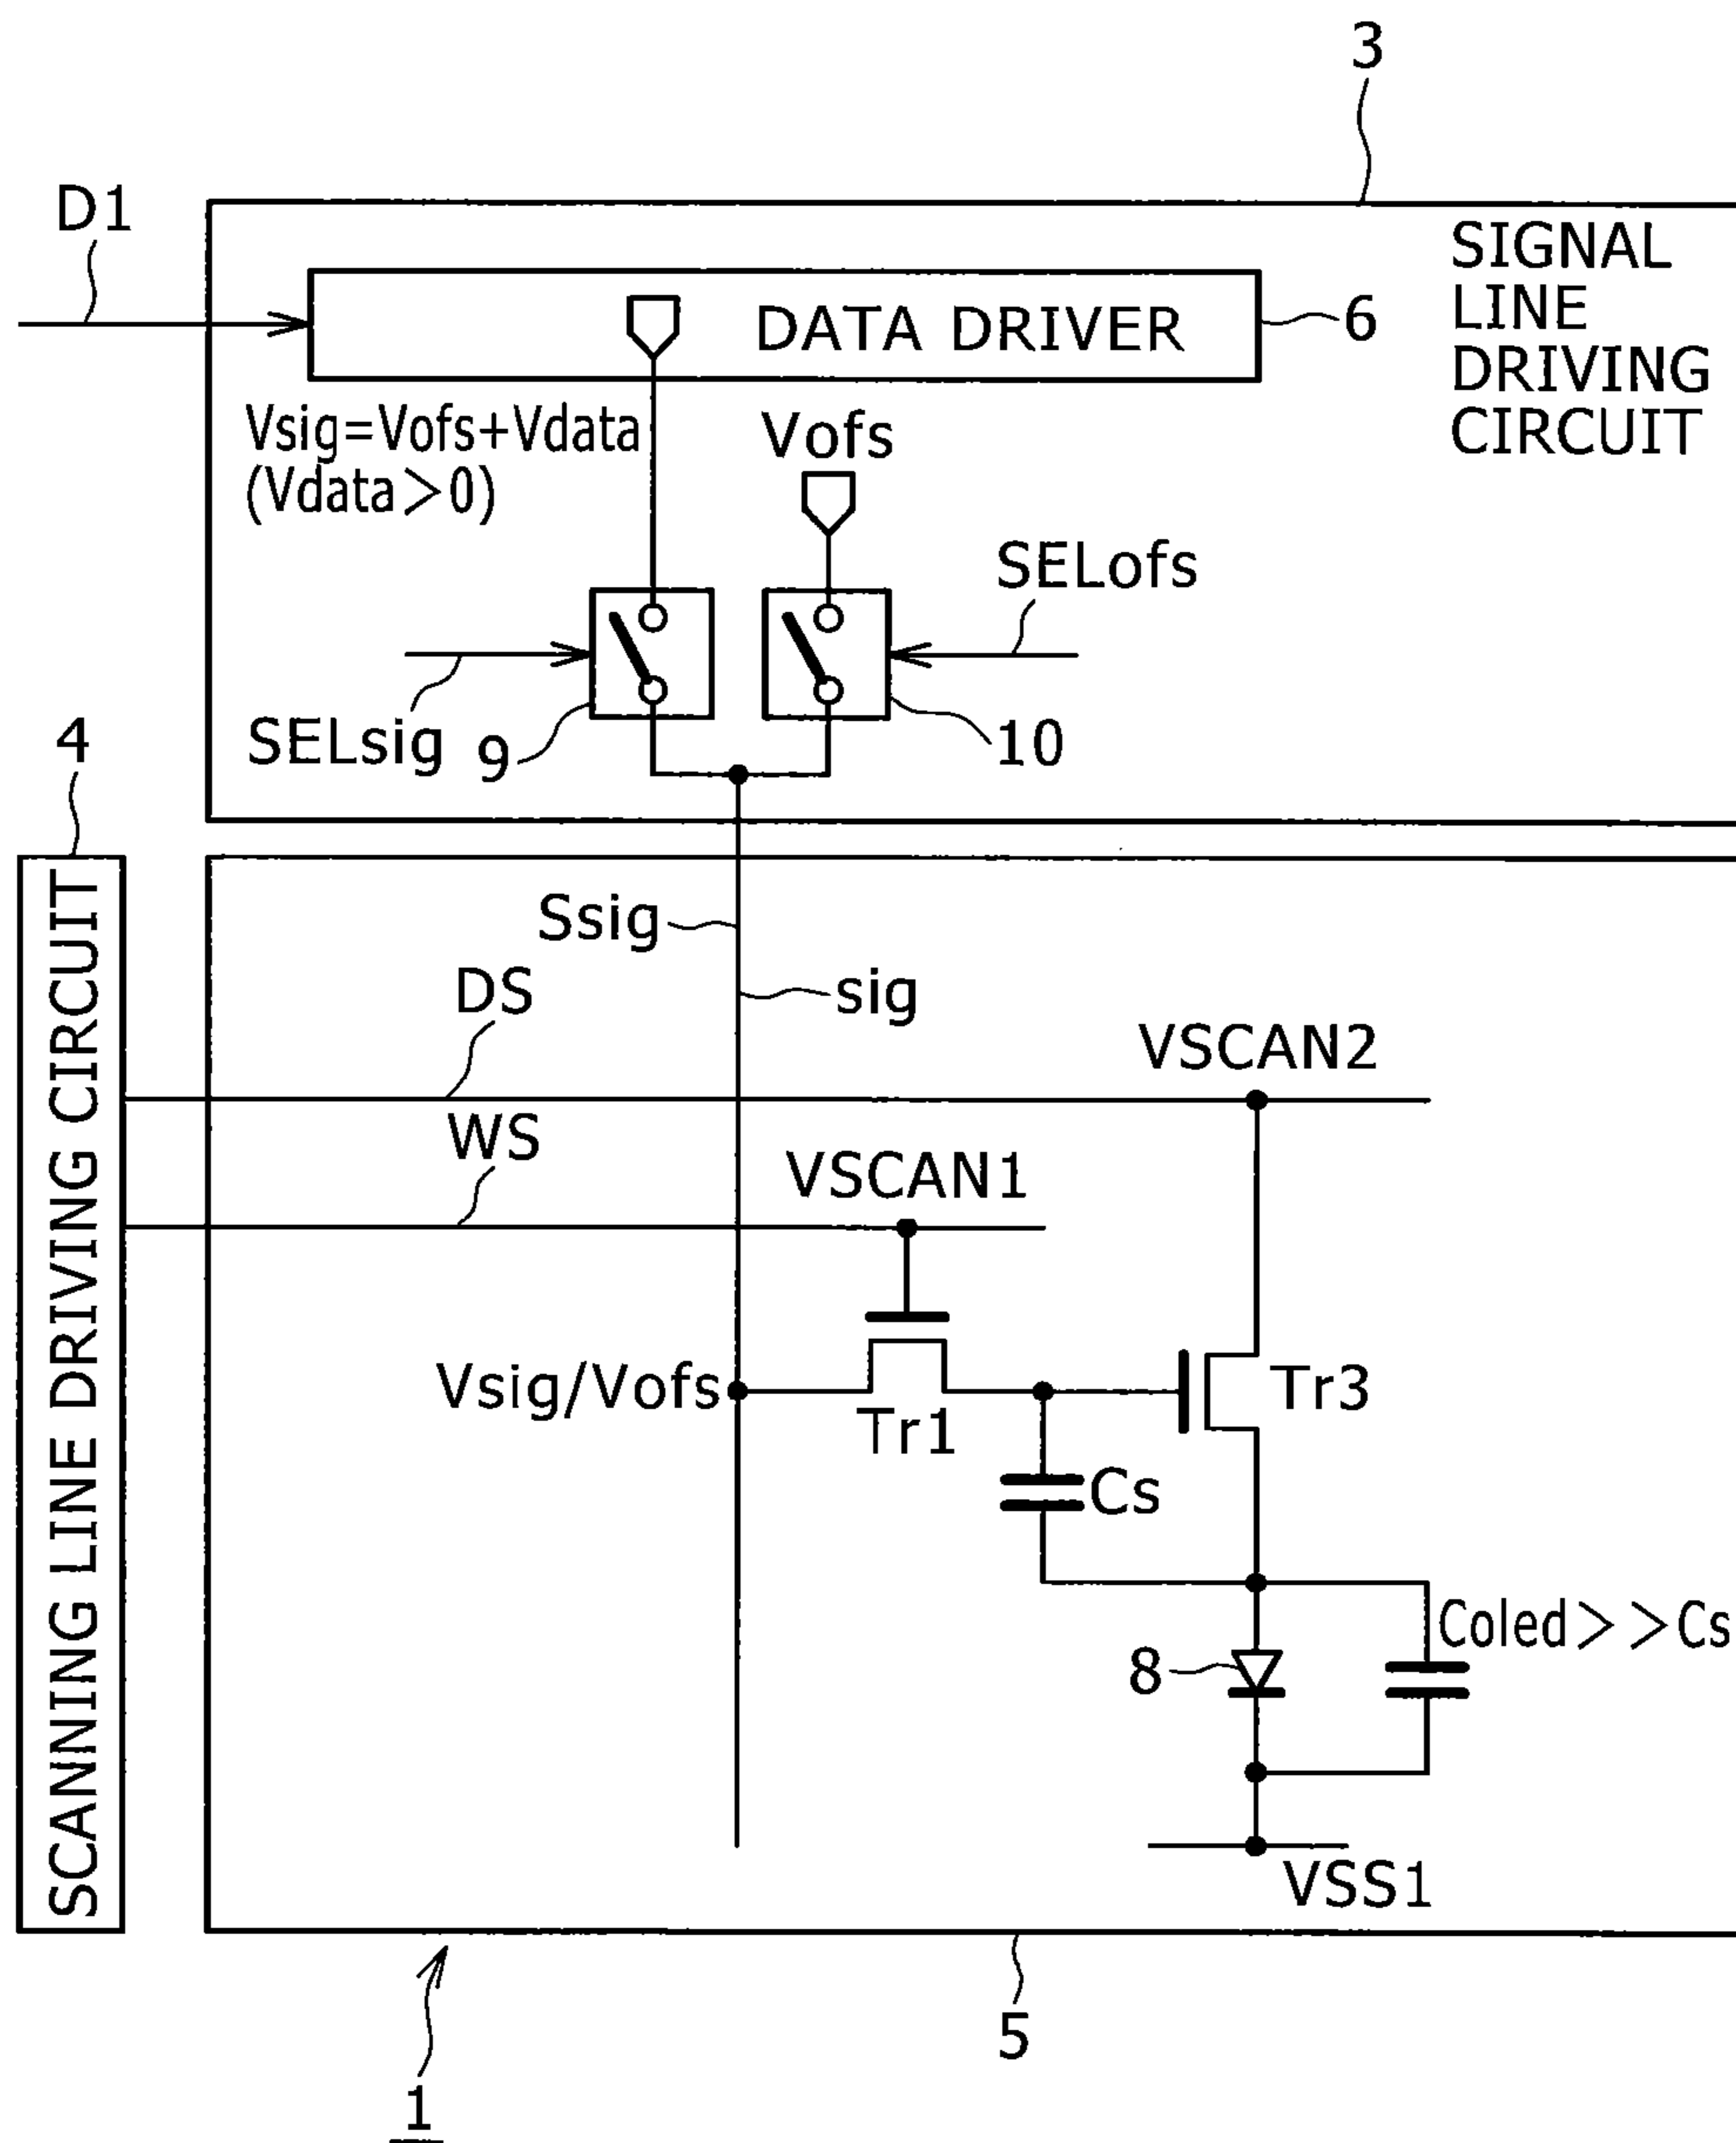 3
D1
SIGNAL
LINE
DRIVING
CIRCUIT
DATA DRIVER
6
Vsig=Vofs+Vdata
(Vdata>0)
Vofs
SELofs
SELsig
9
10
4
SCANNING LINE DRIVING CIRCUIT
Ssig
sig
DS
VSCAN2
WS
VSCAN1
Vsig/Vofs
Tr1
Tr3
Cs
Coled>>Cs
8
VSS1
5
1